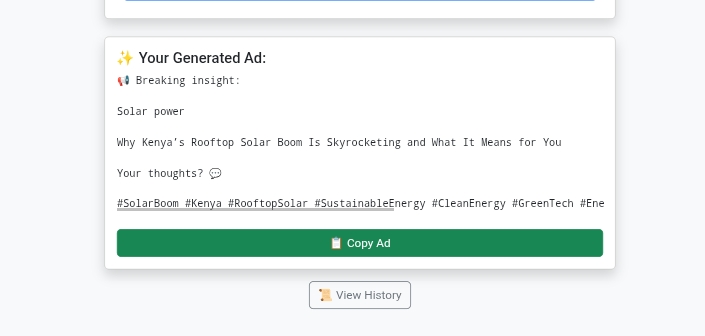 ✨ Your Generated Ad:
📢 Breaking insight:
Solar power
Why Kenya’s Rooftop Solar Boom Is Skyrocketing and What It Means for You
Your thoughts? 💬
#SolarBoom #Kenya #RooftopSolar #SustainableEnergy #CleanEnergy #GreenTech #Ene
📋 Copy Ad
📜 View History